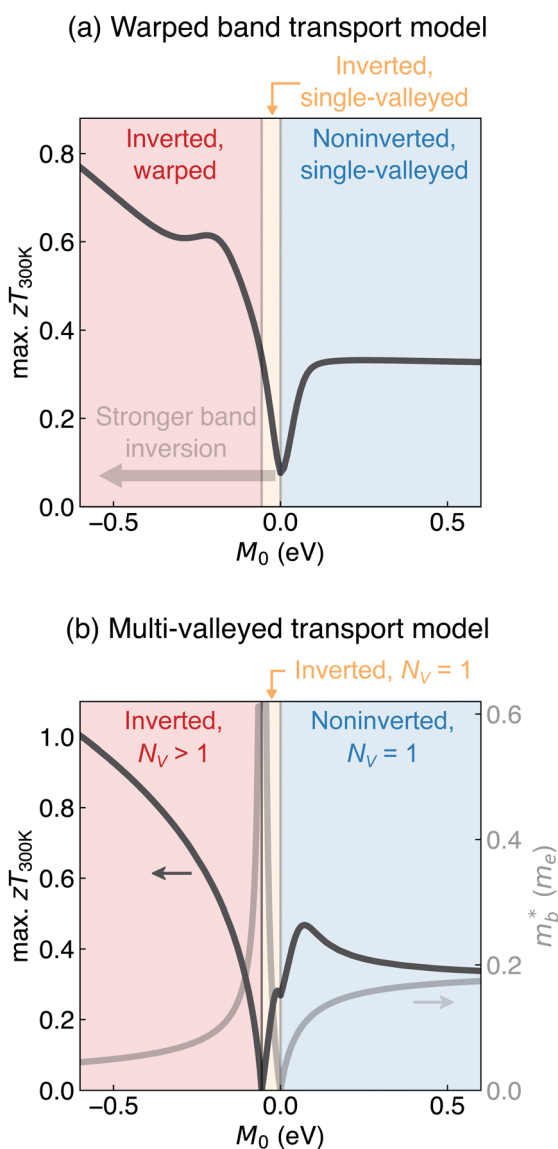 (a) Warped band transport model
Inverted,
single-valleyed
Inverted,
warped
Noninverted,
single-valleyed
max. zT300K
0.8
0.6
0.4
0.2
0.0
Stronger band
inversion
−0.5
0.0
0.5
M0 (eV)
(b) Multi-valleyed transport model
Inverted, NV = 1
Inverted,
NV > 1
Noninverted,
NV = 1
max. zT300K
1.0
0.8
0.6
0.4
0.2
0.0
0.6
0.4
0.2
0.0
mb* (me)
−0.5
0.0
0.5
M0 (eV)